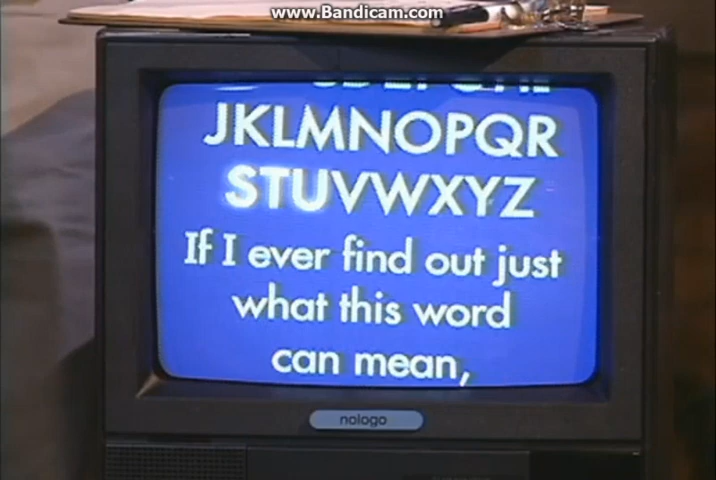 www.Bandicam.com
JKLMNOPQR
STUVWXYZ
If I ever find out just
what this word
can mean,
nologo